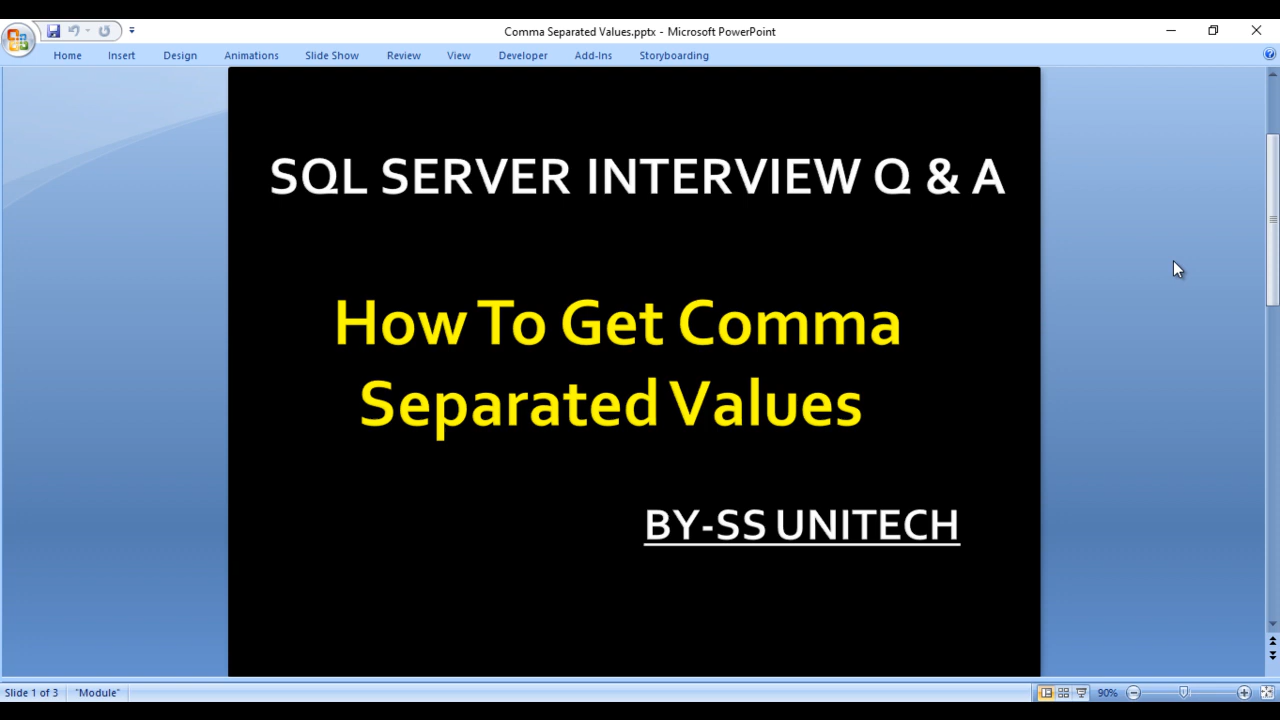 Comma Separated Values.pptx - Microsoft PowerPoint
Home Insert Design Animations Slide Show Review View Developer Add-Ins Storyboarding
SQL SERVER INTERVIEW Q & A
How To Get Comma
Separated Values
BY-SS UNITECH
Slide 1 of 3 "Module" 90%